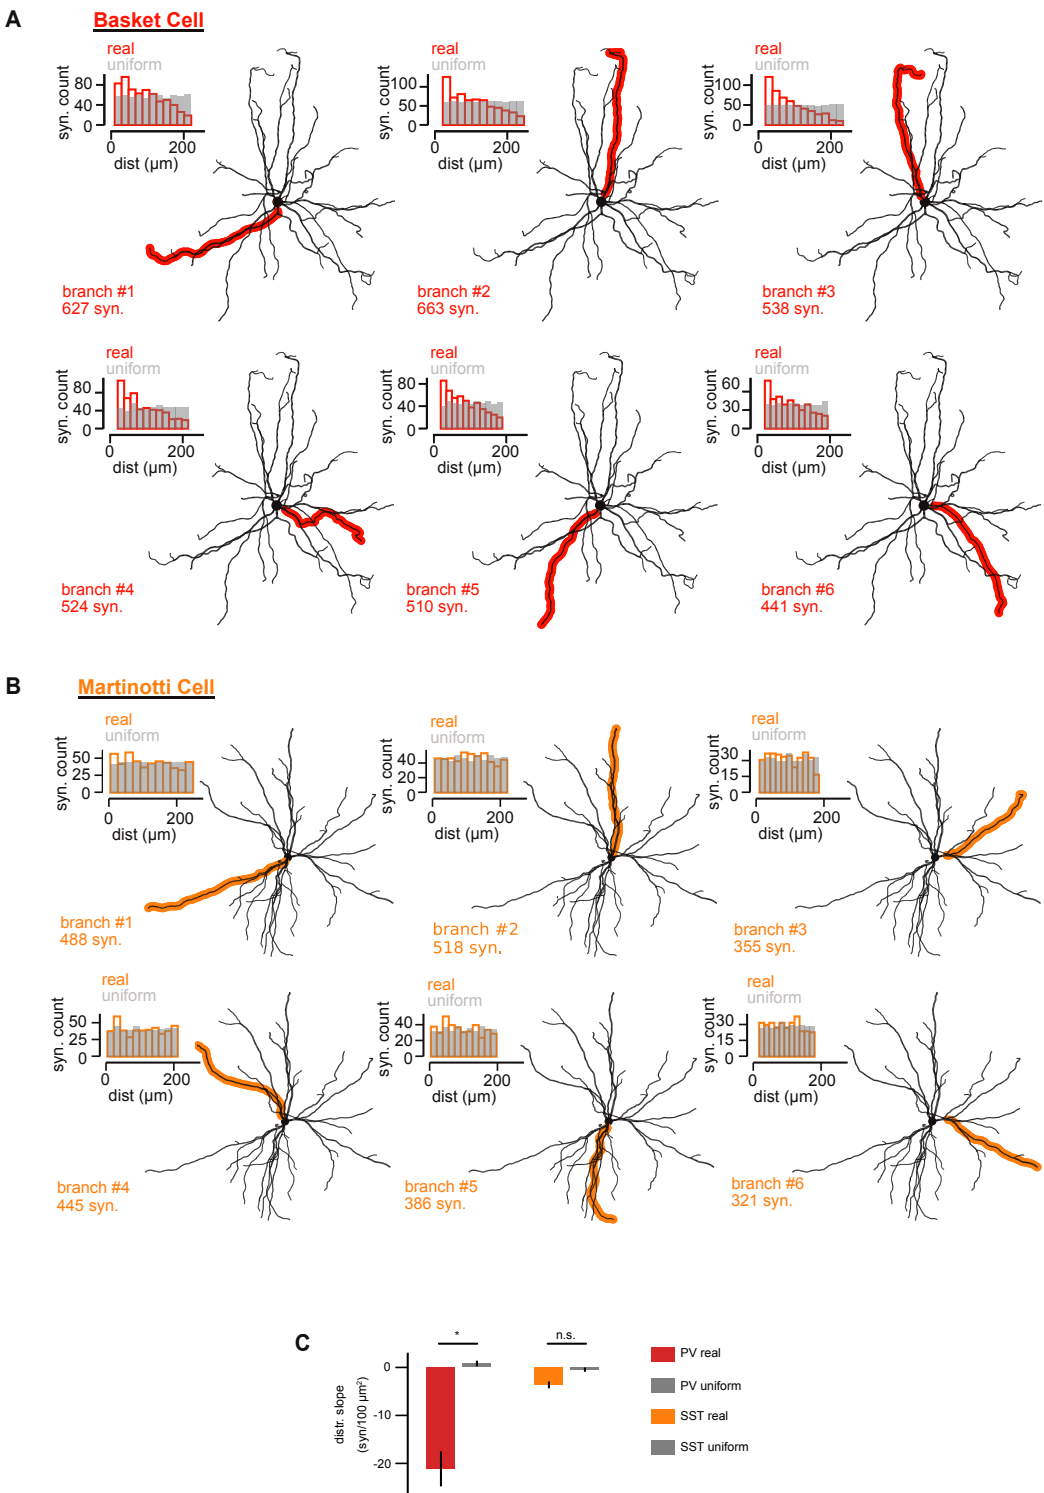 A
Basket Cell
real
uniform
syn. count
80
40
0
0
200
dist (µm)
branch #1
627 syn.
real
uniform
syn. count
100
50
0
0
200
dist (µm)
branch #2
663 syn.
real
uniform
syn. count
100
50
0
0
200
dist (µm)
branch #3
538 syn.
real
uniform
syn. count
80
40
0
0
200
dist (µm)
branch #4
524 syn.
real
uniform
syn. count
80
40
0
0
200
dist (µm)
branch #5
510 syn.
real
uniform
syn. count
60
30
0
0
200
dist (µm)
branch #6
441 syn.
B
Martinotti Cell
real
uniform
syn. count
50
25
0
0
200
dist (µm)
branch #1
488 syn.
real
uniform
syn. count
40
20
0
0
200
dist (µm)
branch #2
518 syn.
real
uniform
syn. count
30
15
0
0
200
dist (µm)
branch #3
355 syn.
real
uniform
syn. count
50
25
0
0
200
dist (µm)
branch #4
445 syn.
real
uniform
syn. count
40
20
0
0
200
dist (µm)
branch #5
386 syn.
real
uniform
syn. count
30
15
0
0
200
dist (µm)
branch #6
321 syn.
C
distr. slope
(syn/100 µm²)
0
-10
-20
*
n.s.
PV real
PV uniform
SST real
SST uniform